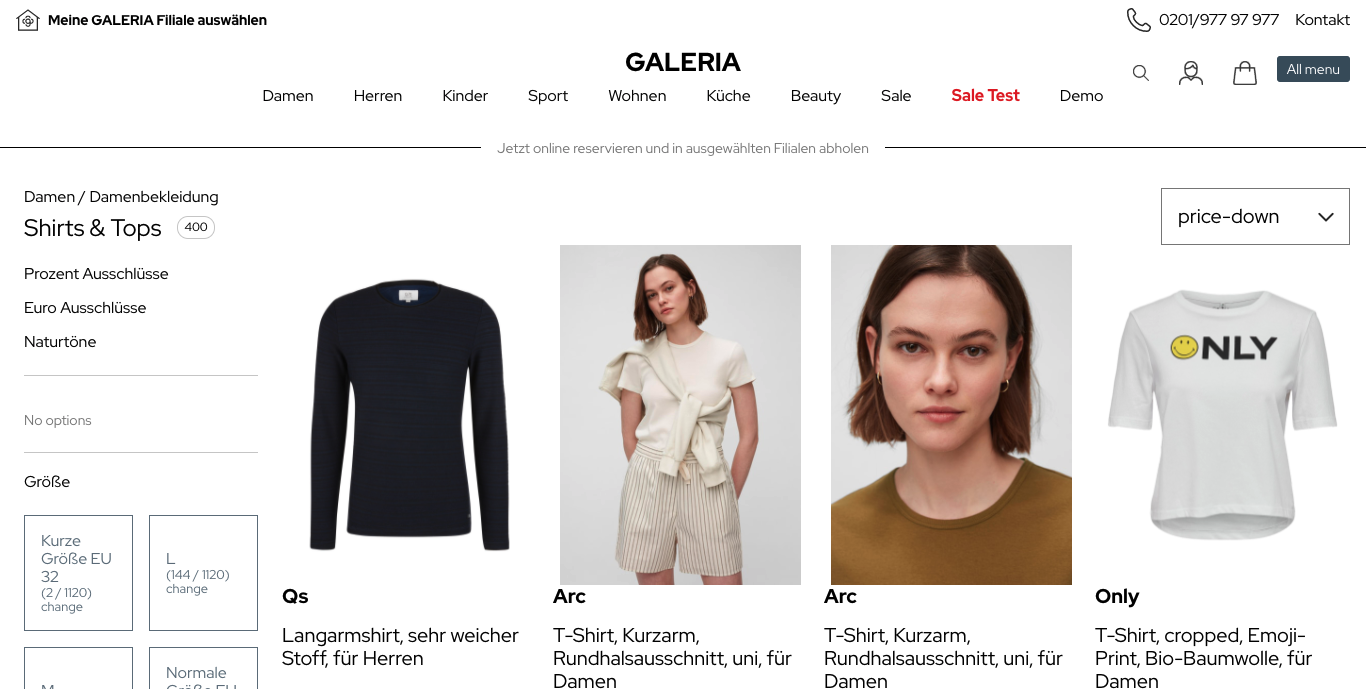 Meine GALERIA Filiale auswählen
0201/977 97 977 Kontakt
GALERIA
All menu
Damen Herren Kinder Sport Wohnen Küche Beauty Sale Sale Test Demo
Jetzt online reservieren und in ausgewählten Filialen abholen
Damen / Damenbekleidung
Shirts & Tops 400
price-down
Prozent Ausschlüsse
Euro Ausschlüsse
Naturtöne
No options
Größe
Kurze
Größe EU
32
(2 / 1120)
change
L
(144 / 1120)
change
M
Normale
Größe EU
ONLY
Qs
Langarmshirt, sehr weicher
Stoff, für Herren
Arc
T-Shirt, Kurzarm,
Rundhalsausschnitt, uni, für
Damen
Arc
T-Shirt, Kurzarm,
Rundhalsausschnitt, uni, für
Damen
Only
T-Shirt, cropped, Emoji-
Print, Bio-Baumwolle, für
Damen